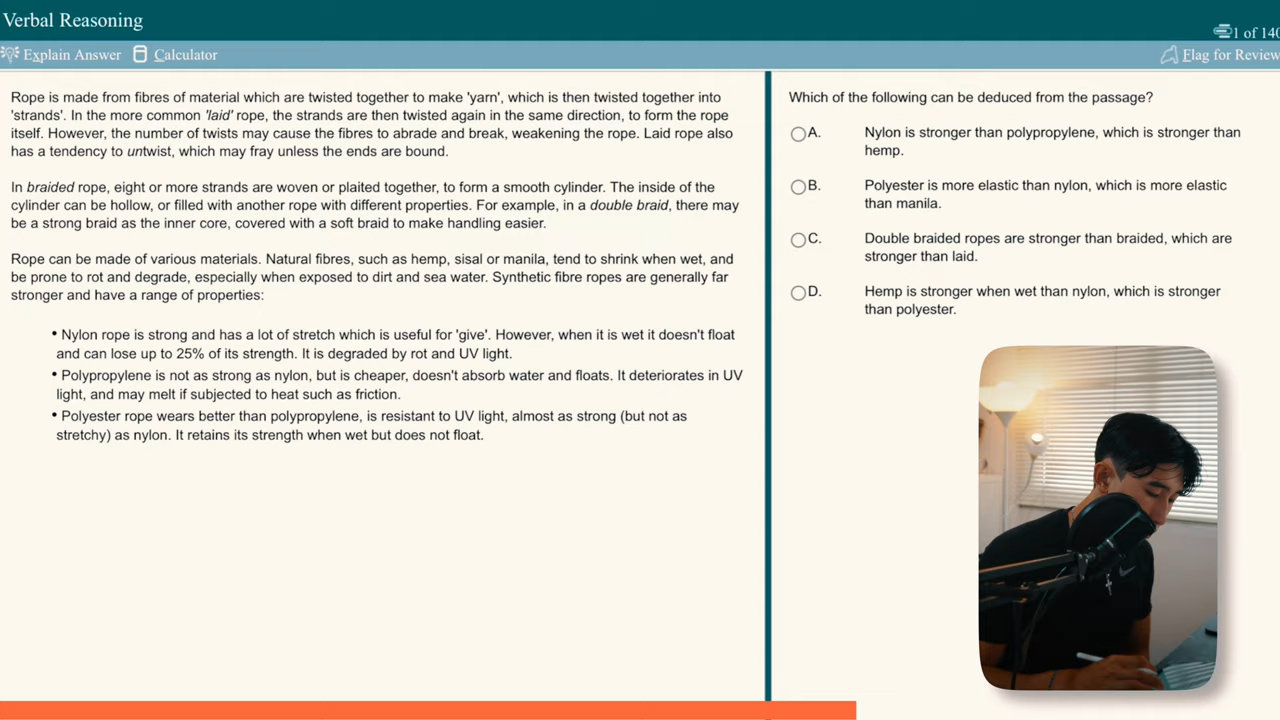 Verbal Reasoning
1 of 140
Explain Answer
Calculator
Flag for Review
Rope is made from fibres of material which are twisted together to make 'yarn', which is then twisted together into
'strands'. In the more common 'laid' rope, the strands are then twisted again in the same direction, to form the rope
itself. However, the number of twists may cause the fibres to abrade and break, weakening the rope. Laid rope also
has a tendency to untwist, which may fray unless the ends are bound.
In braided rope, eight or more strands are woven or plaited together, to form a smooth cylinder. The inside of the
cylinder can be hollow, or filled with another rope with different properties. For example, in a double braid, there may
be a strong braid as the inner core, covered with a soft braid to make handling easier.
Rope can be made of various materials. Natural fibres, such as hemp, sisal or manila, tend to shrink when wet, and
be prone to rot and degrade, especially when exposed to dirt and sea water. Synthetic fibre ropes are generally far
stronger and have a range of properties:
• Nylon rope is strong and has a lot of stretch which is useful for 'give'. However, when it is wet it doesn't float
and can lose up to 25% of its strength. It is degraded by rot and UV light.
• Polypropylene is not as strong as nylon, but is cheaper, doesn't absorb water and floats. It deteriorates in UV
light, and may melt if subjected to heat such as friction.
• Polyester rope wears better than polypropylene, is resistant to UV light, almost as strong (but not as
stretchy) as nylon. It retains its strength when wet but does not float.
Which of the following can be deduced from the passage?
A. Nylon is stronger than polypropylene, which is stronger than
hemp.
B. Polyester is more elastic than nylon, which is more elastic
than manila.
C. Double braided ropes are stronger than braided, which are
stronger than laid.
D. Hemp is stronger when wet than nylon, which is stronger
than polyester.